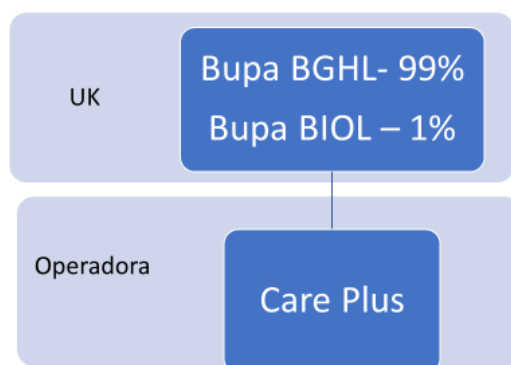 UK
Bupa BGHL- 99%
Bupa BIOL – 1%
Operadora
Care Plus